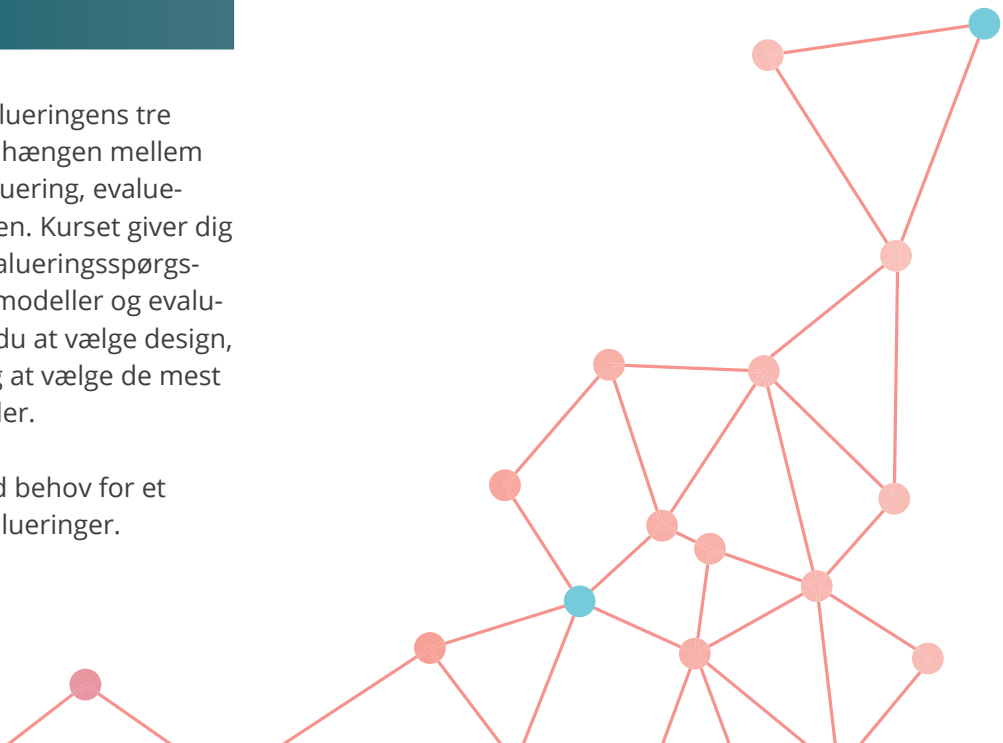 lueringens tre
hængen mellem
uering, evalue-
en. Kurset giver dig
alueringsspørgs-
modeller og evalu-
du at vælge design,
g at vælge de mest
ler.
d behov for et
lueringer.